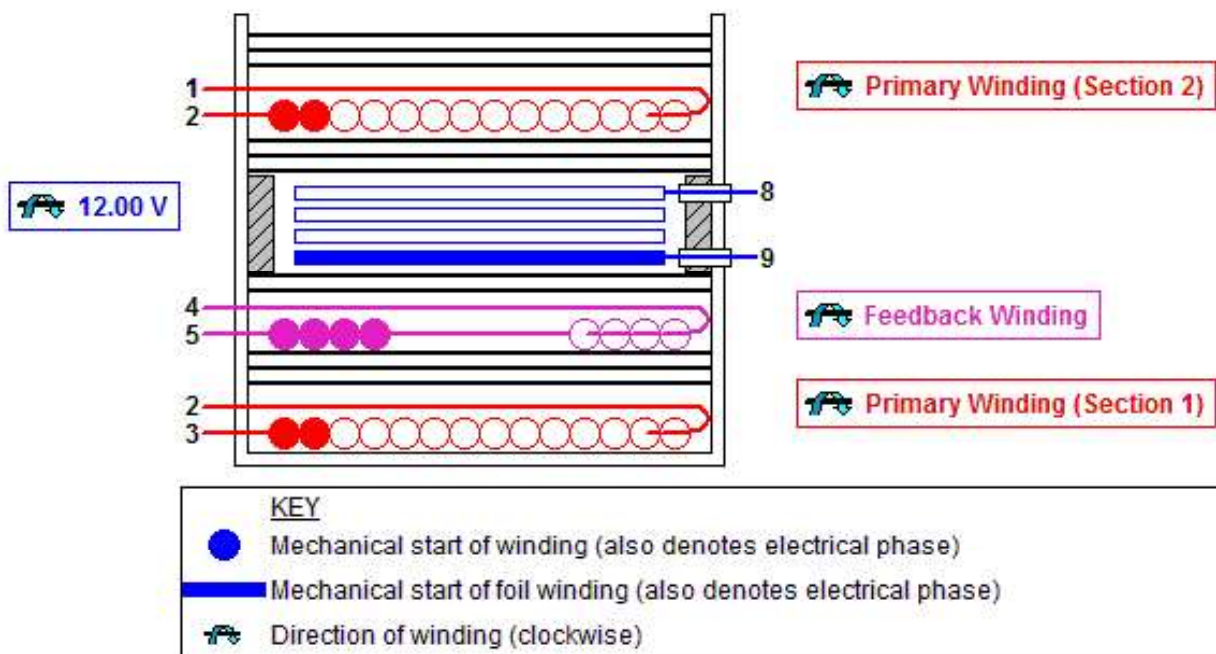 1
Primary Winding (Section 2)
2
12.00 V
8
9
4
Feedback Winding
5
2
Primary Winding (Section 1)
3
KEY
Mechanical start of winding (also denotes electrical phase)
Mechanical start of foil winding (also denotes electrical phase)
Direction of winding (clockwise)